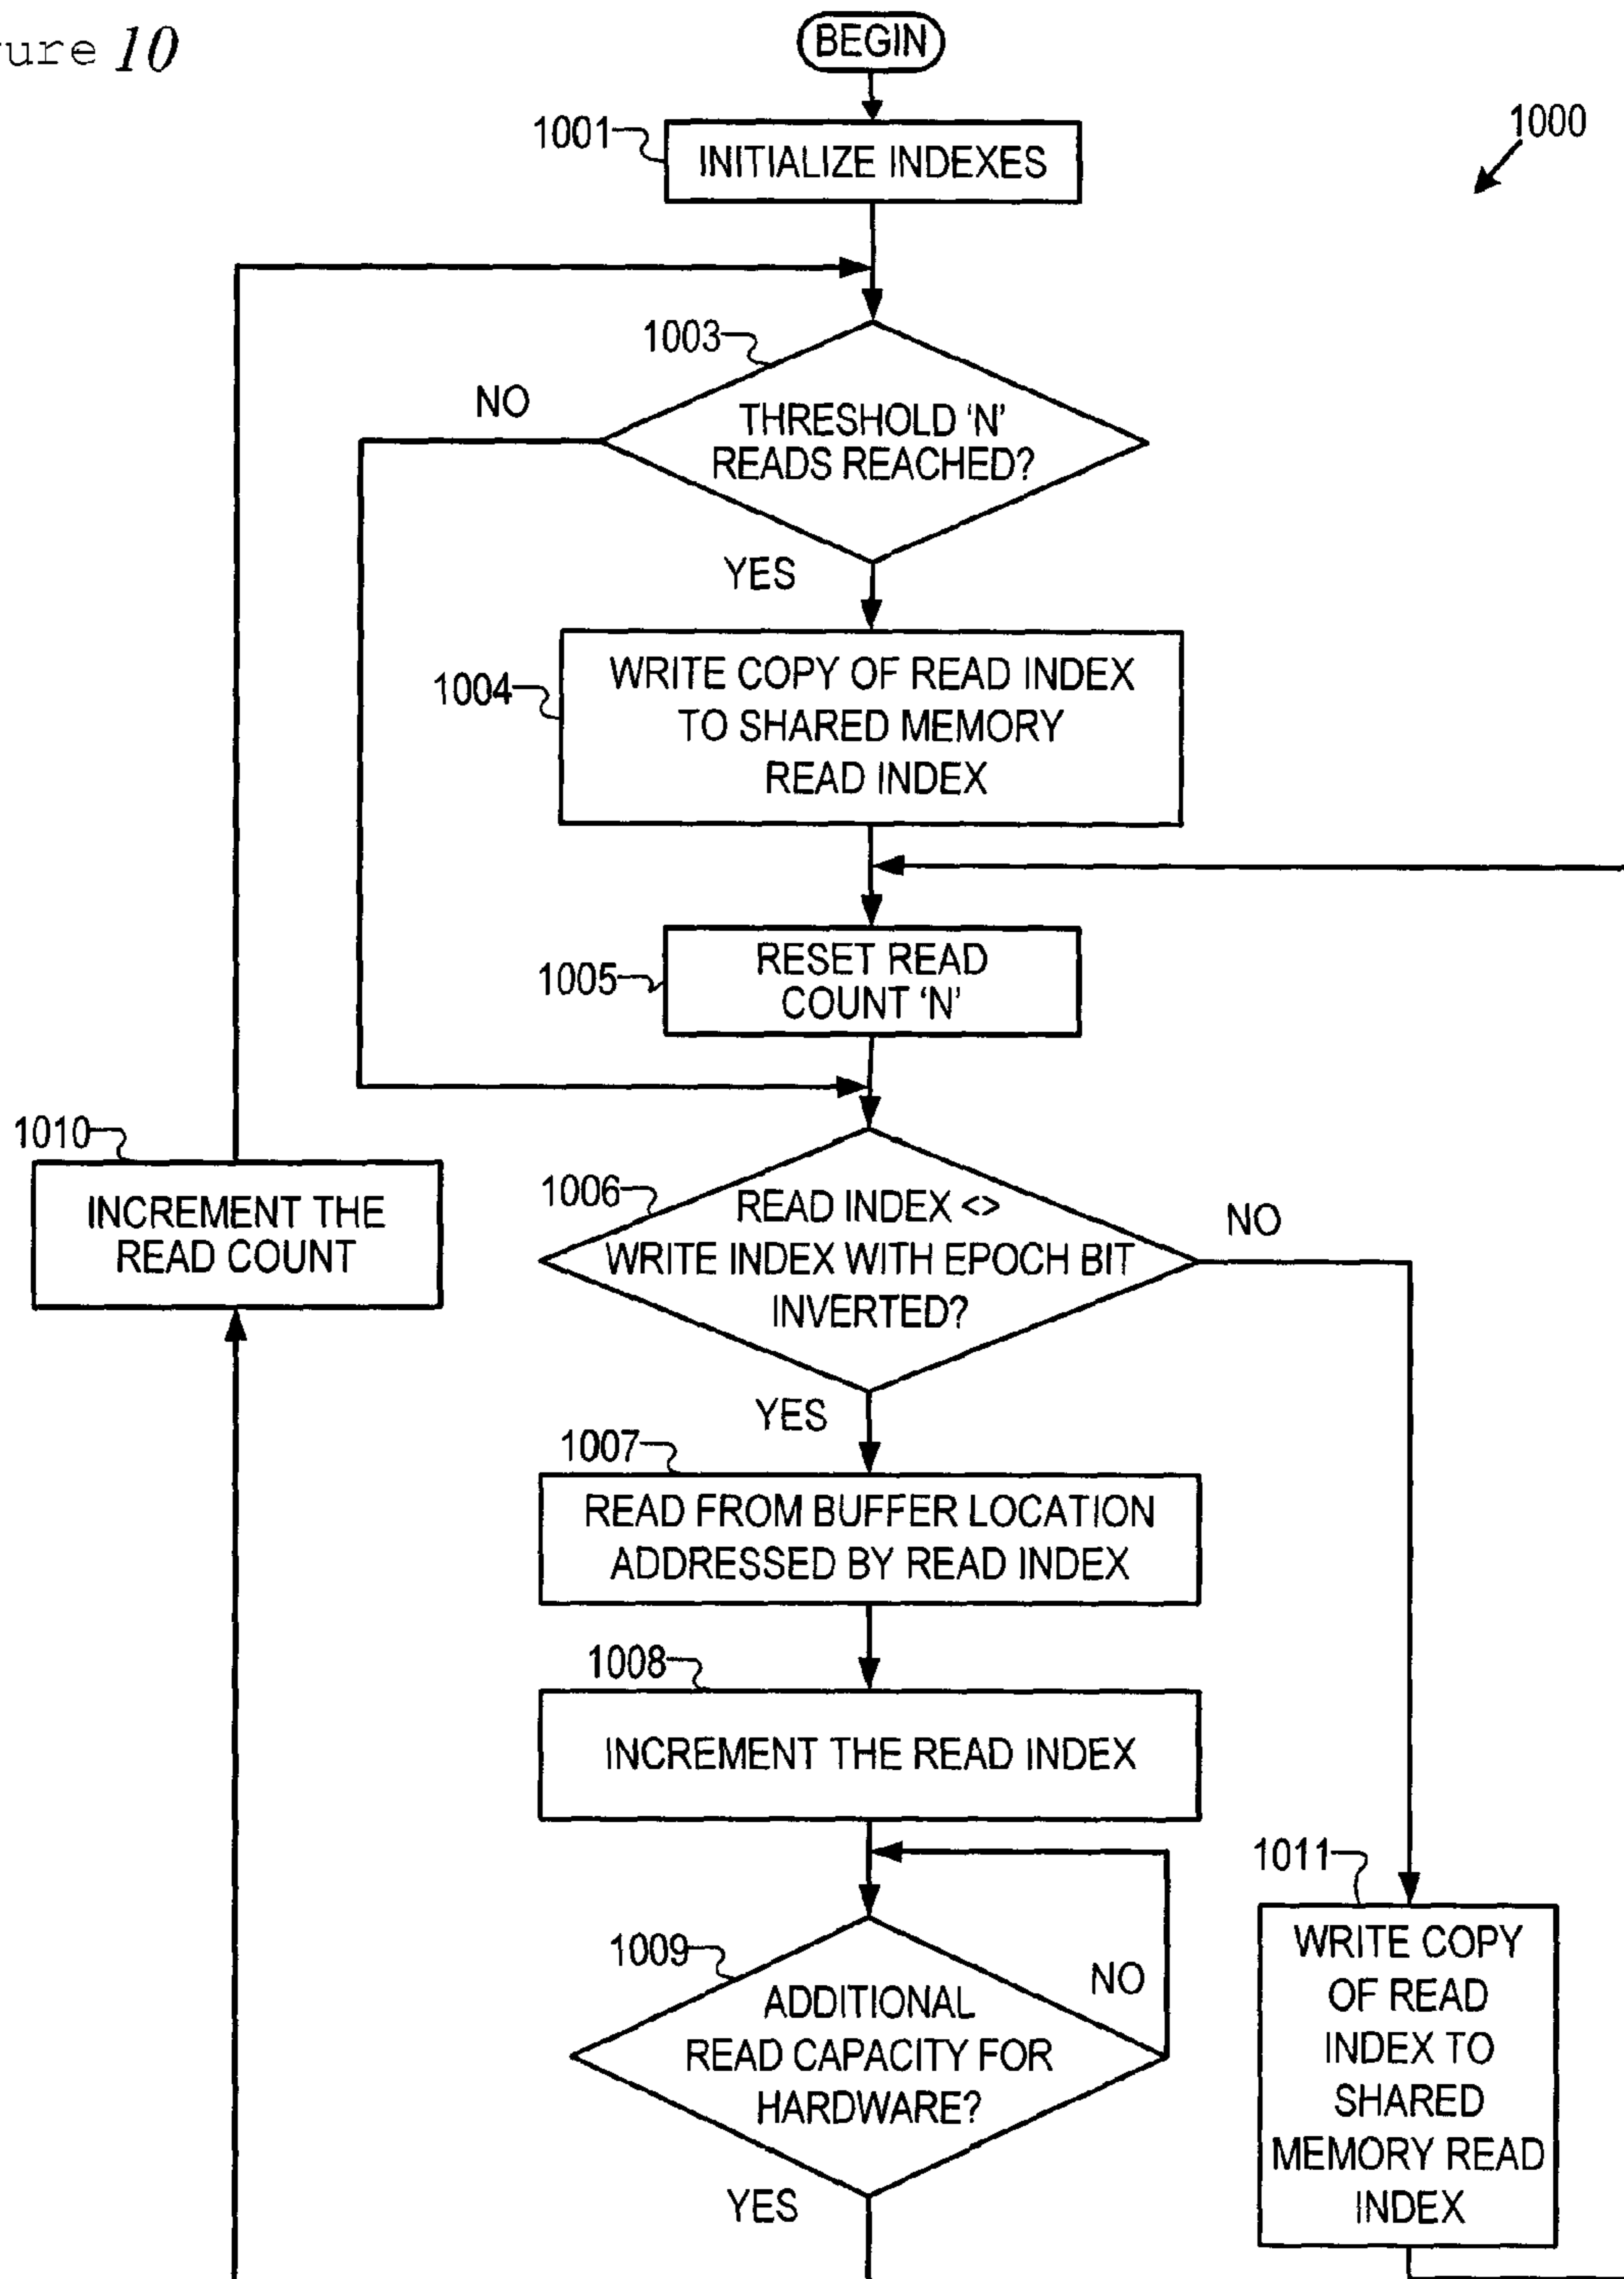 ure 10
BEGIN
1000
1001
INITIALIZE INDEXES
1003
NO
THRESHOLD ‘N’
READS REACHED?
YES
1004
WRITE COPY OF READ INDEX
TO SHARED MEMORY
READ INDEX
1005
RESET READ
COUNT ‘N’
1010
INCREMENT THE
READ COUNT
1006
READ INDEX <>
WRITE INDEX WITH EPOCH BIT
INVERTED?
NO
YES
1007
READ FROM BUFFER LOCATION
ADDRESSED BY READ INDEX
1008
INCREMENT THE READ INDEX
1009
ADDITIONAL
READ CAPACITY FOR
HARDWARE?
NO
YES
1011
WRITE COPY
OF READ
INDEX TO
SHARED
MEMORY READ
INDEX